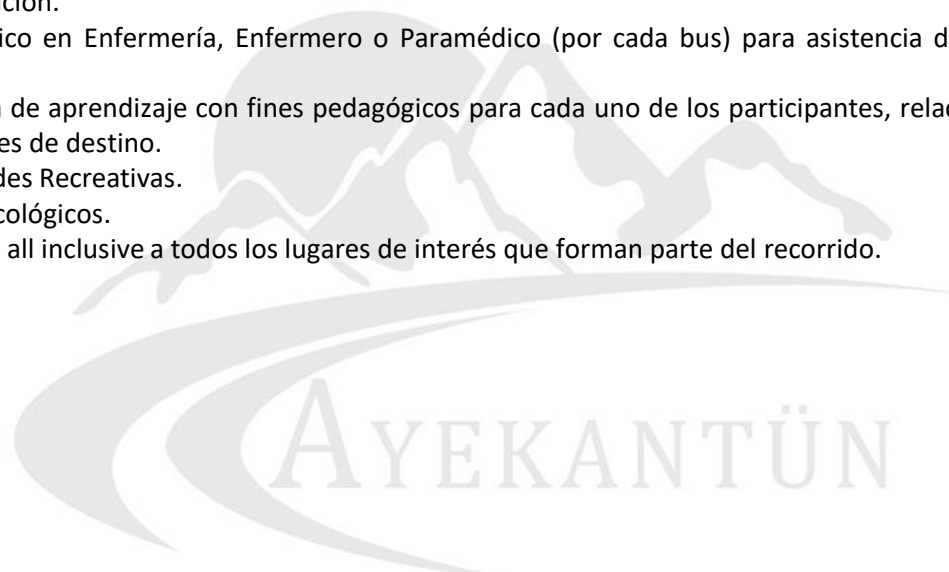 ción.
ico en Enfermería, Enfermero o Paramédico (por cada bus) para asistencia d
de aprendizaje con fines pedagógicos para cada uno de los participantes, rela
es de destino.
des Recreativas.
cológicos.
all inclusive a todos los lugares de interés que forman parte del recorrido.
AYEKANTÜN